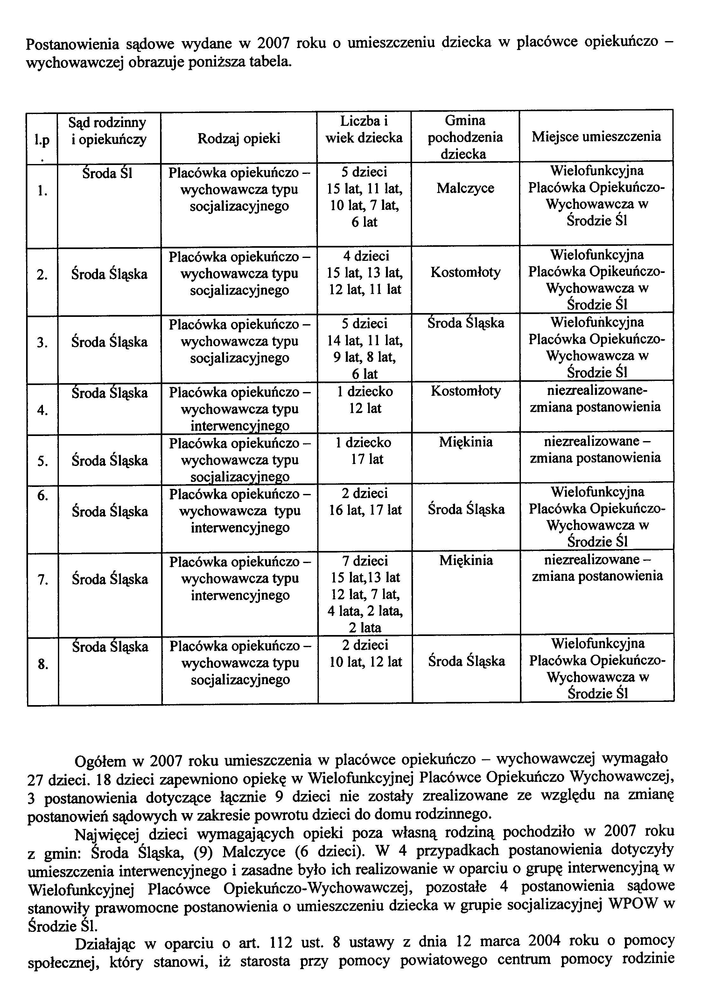 Postanowienia sądowe wydane w 2007 roku o umieszczeniu dziecka w placówce opiekuńczo –
wychowawczej obrazuje poniższa tabela.
l.p
.
Sąd rodzinny
i opiekuńczy
Rodzaj opieki
Liczba i
wiek dziecka
Gmina
pochodzenia
dziecka
Miejsce umieszczenia
1.
Środa Śl
Placówka opiekuńczo –
wychowawcza typu
socjalizacyjnego
5 dzieci
15 lat, 11 lat,
10 lat, 7 lat,
6 lat
Malczyce
Wielofunkcyjna
Placówka Opiekuńczo-
Wychowawcza w
Środzie Śl
2.
Środa Śląska
Placówka opiekuńczo –
wychowawcza typu
socjalizacyjnego
4 dzieci
15 lat, 13 lat,
12 lat, 11 lat
Kostomłoty
Wielofunkcyjna
Placówka Opikeuńczo-
Wychowawcza w
Środzie Śl
3.
Środa Śląska
Placówka opiekuńczo –
wychowawcza typu
socjalizacyjnego
5 dzieci
14 lat, 11 lat,
9 lat, 8 lat,
6 lat
Środa Śląska
Wielofunkcyjna
Placówka Opiekuńczo-
Wychowawcza w
Środzie Śl
4.
Środa Śląska
Placówka opiekuńczo –
wychowawcza typu
interwencyjnego
1 dziecko
12 lat
Kostomłoty
niezrealizowane-
zmiana postanowienia
5.
Środa Śląska
Placówka opiekuńczo –
wychowawcza typu
socjalizacyjnego
1 dziecko
17 lat
Miękinia
niezrealizowane –
zmiana postanowienia
6.
Środa Śląska
Placówka opiekuńczo –
wychowawcza typu
interwencyjnego
2 dzieci
16 lat, 17 lat
Środa Śląska
Wielofunkcyjna
Placówka Opiekuńczo-
Wychowawcza w
Środzie Śl
7.
Środa Śląska
Placówka opiekuńczo –
wychowawcza typu
interwencyjnego
7 dzieci
15 lat,13 lat
12 lat, 7 lat,
4 lata, 2 lata,
2 lata
Miękinia
niezrealizowane –
zmiana postanowienia
8.
Środa Śląska
Placówka opiekuńczo –
wychowawcza typu
socjalizacyjnego
2 dzieci
10 lat, 12 lat
Środa Śląska
Wielofunkcyjna
Placówka Opiekuńczo-
Wychowawcza w
Środzie Śl
Ogółem w 2007 roku umieszczenia w placówce opiekuńczo – wychowawczej wymagało
27 dzieci. 18 dzieci zapewniono opiekę w Wielofunkcyjnej Placówce Opiekuńczo Wychowawczej,
3 postanowienia dotyczące łącznie 9 dzieci nie zostały zrealizowane ze względu na zmianę
postanowień sądowych w zakresie powrotu dzieci do domu rodzinnego.
Najwięcej dzieci wymagających opieki poza własną rodziną pochodziło w 2007 roku
z gmin: Środa Śląska, (9) Malczyce (6 dzieci). W 4 przypadkach postanowienia dotyczyły
umieszczenia interwencyjnego i zasadne było ich realizowanie w oparciu o grupę interwencyjną w
Wielofunkcyjnej Placówce Opiekuńczo-Wychowawczej, pozostałe 4 postanowienia sądowe
stanowiły prawomocne postanowienia o umieszczeniu dziecka w grupie socjalizacyjnej WPOW w
Środzie Śl.
Działając w oparciu o art. 112 ust. 8 ustawy z dnia 12 marca 2004 roku o pomocy
społecznej, który stanowi, iż starosta przy pomocy powiatowego centrum pomocy rodzinie